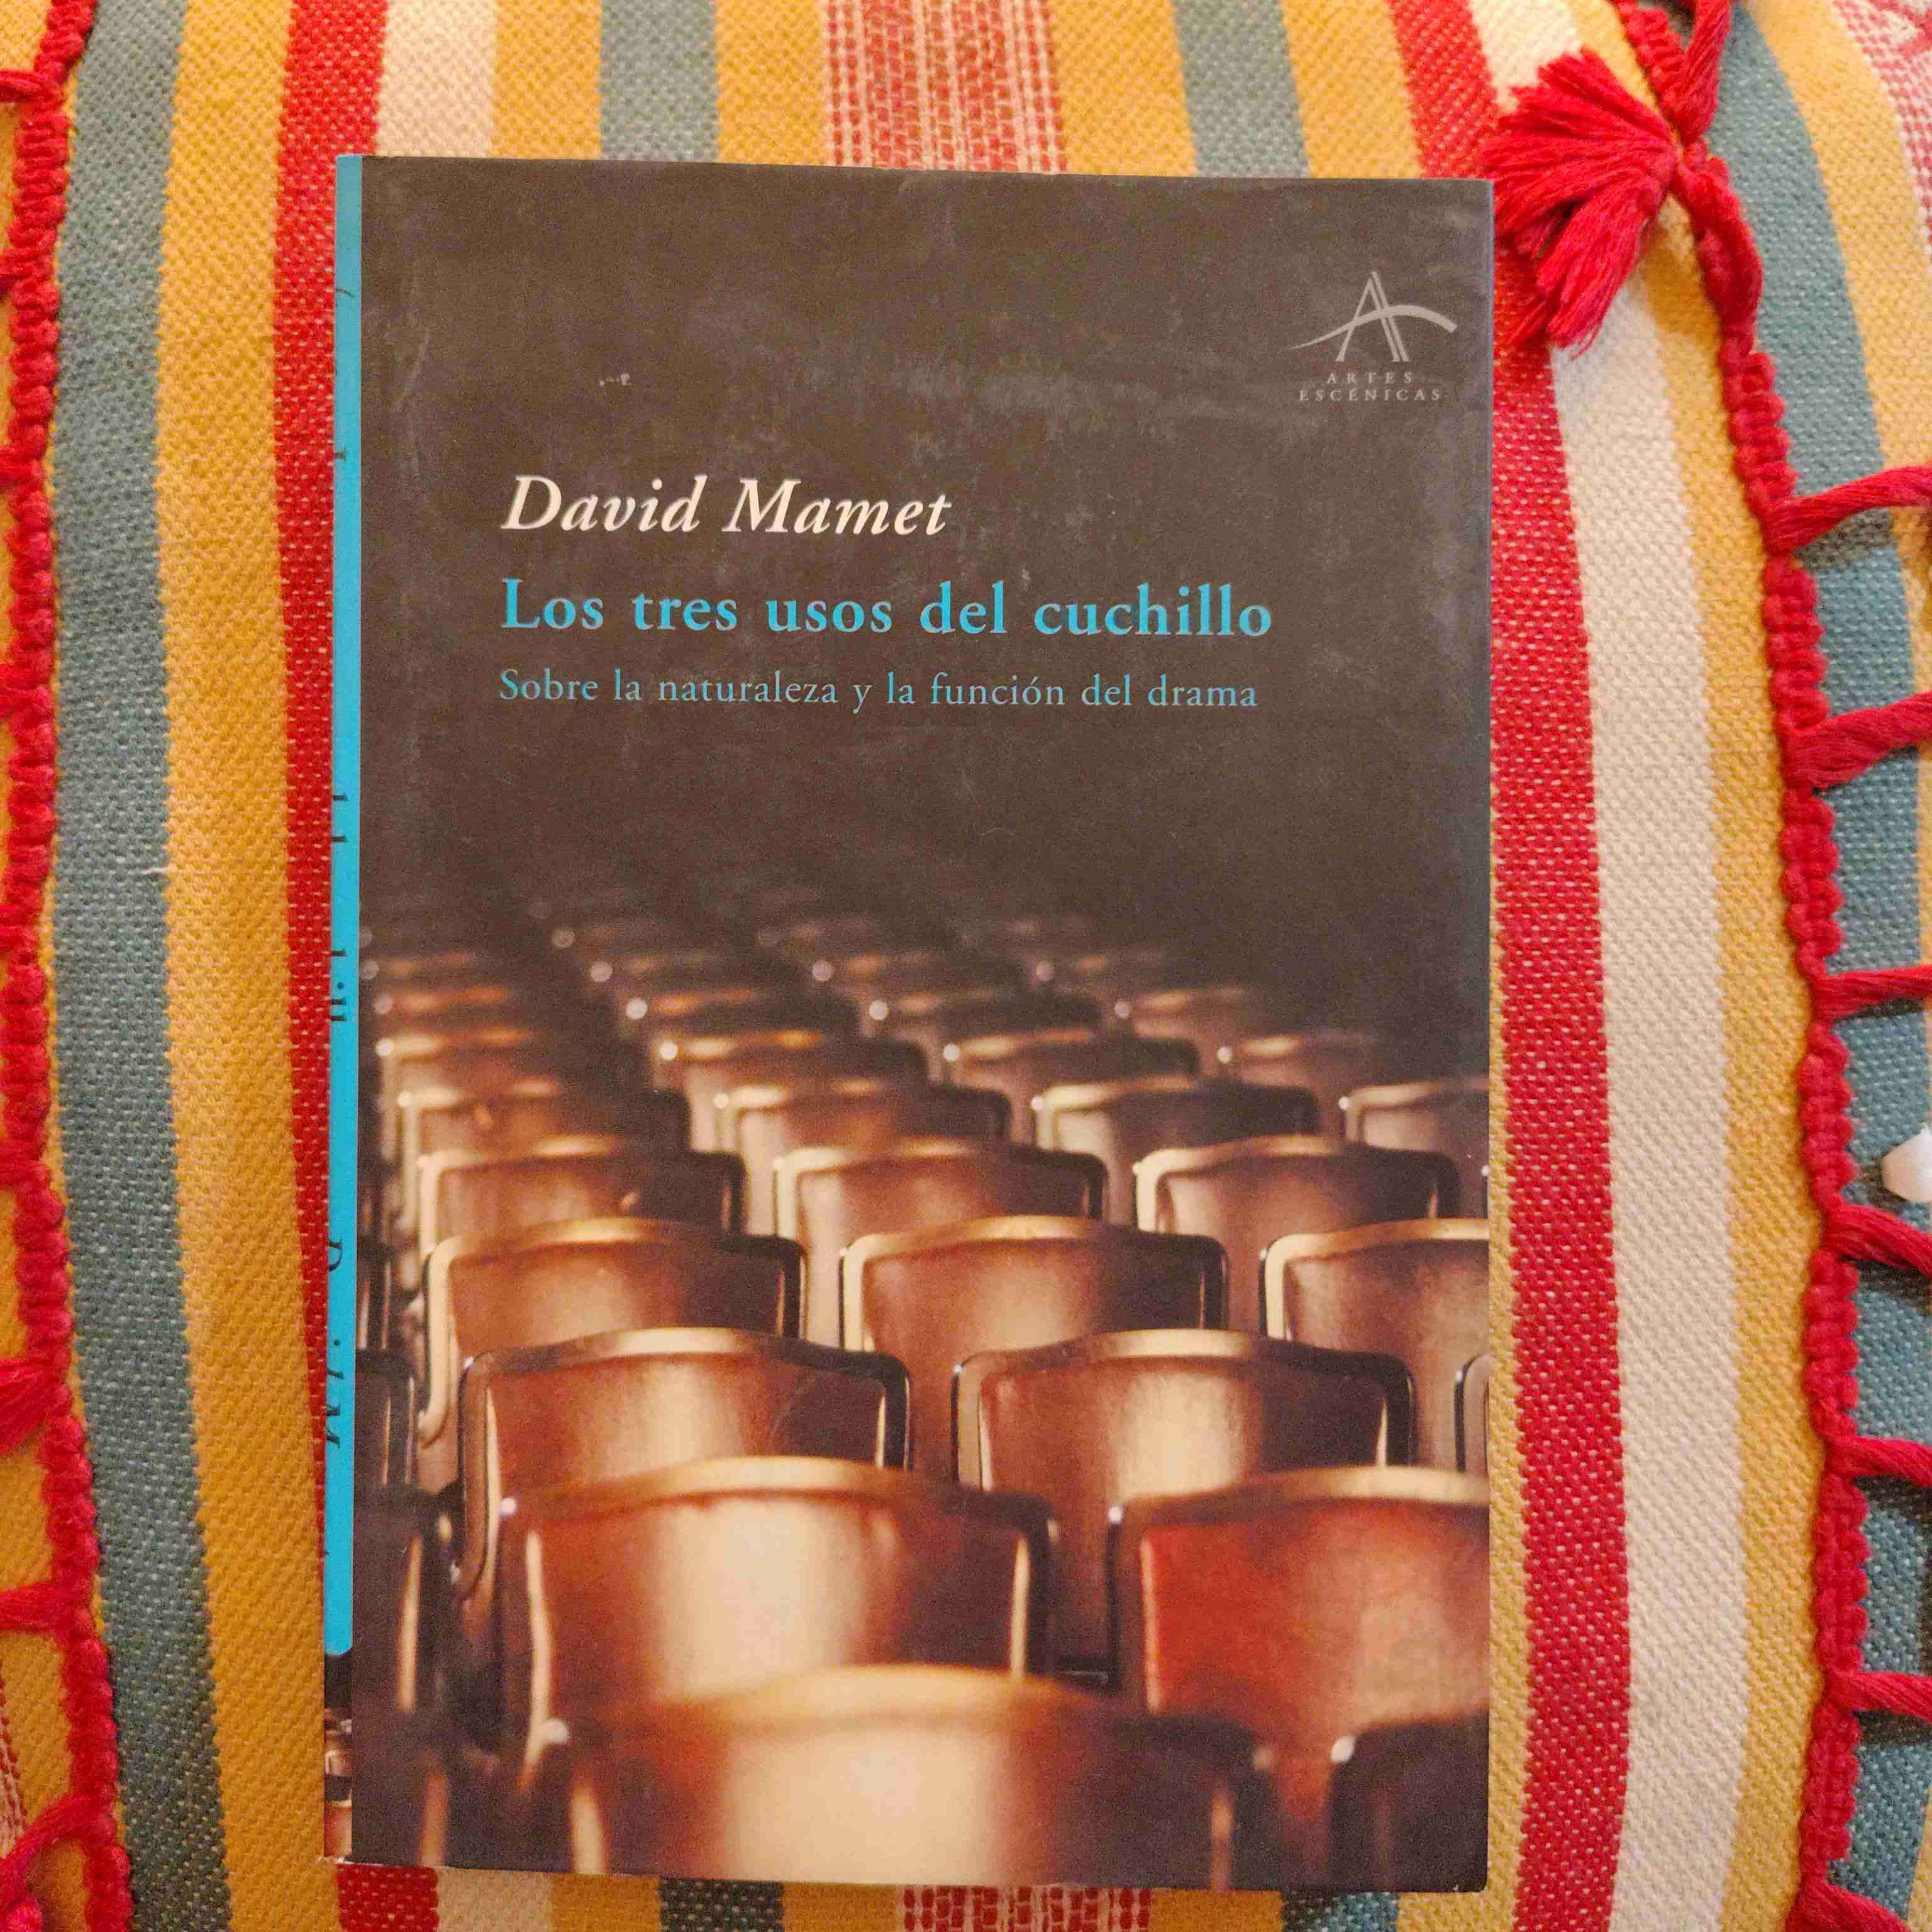 ARTES
ESCÉNICAS
David Mamet
Los tres usos del cuchillo
Sobre la naturaleza y la función del drama